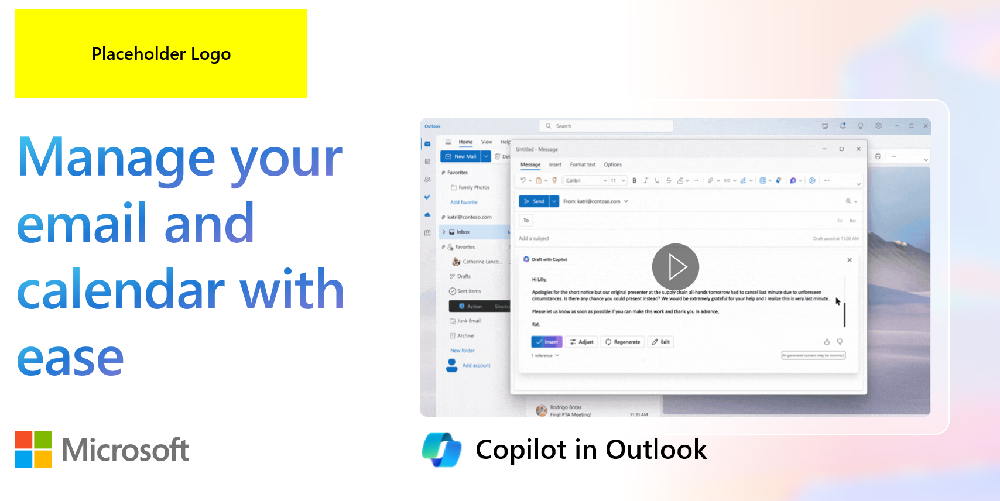 Placeholder Logo
Manage your
email and
calendar with
ease
Microsoft
Outlook
Search
Home View Help
New Mail
Favorites
Family Photos
Add favorite
katri@contoso.com
Inbox
Favorites
Catherine Lanco...
Drafts
Sent Items
Action
Junk Email
Archive
New folder
Add account
Untitled - Message
Message Insert Format text Options
Calibri 11 B I U S
Send From: katri@contoso.com
To Cc Bcc
Add a subject Draft saved at 11:00 AM
Draft with Copilot
Hi Lilly,
Apologies for the short notice but our original presenter at the supply chain all-hands tomorrow had to cancel last minute due to unforeseen
circumstances. Is there any chance you could present instead? We would be extremely grateful for your help and I realize this is very last minute.
Please let us know as soon as possible if you can make this work and thank you in advance,
Kat.
Insert Adjust Regenerate Edit
1 reference
AI-generated content may be incorrect
Rodrigo Botas
Final PTA Meeting! 11:33 AM
Copilot in Outlook